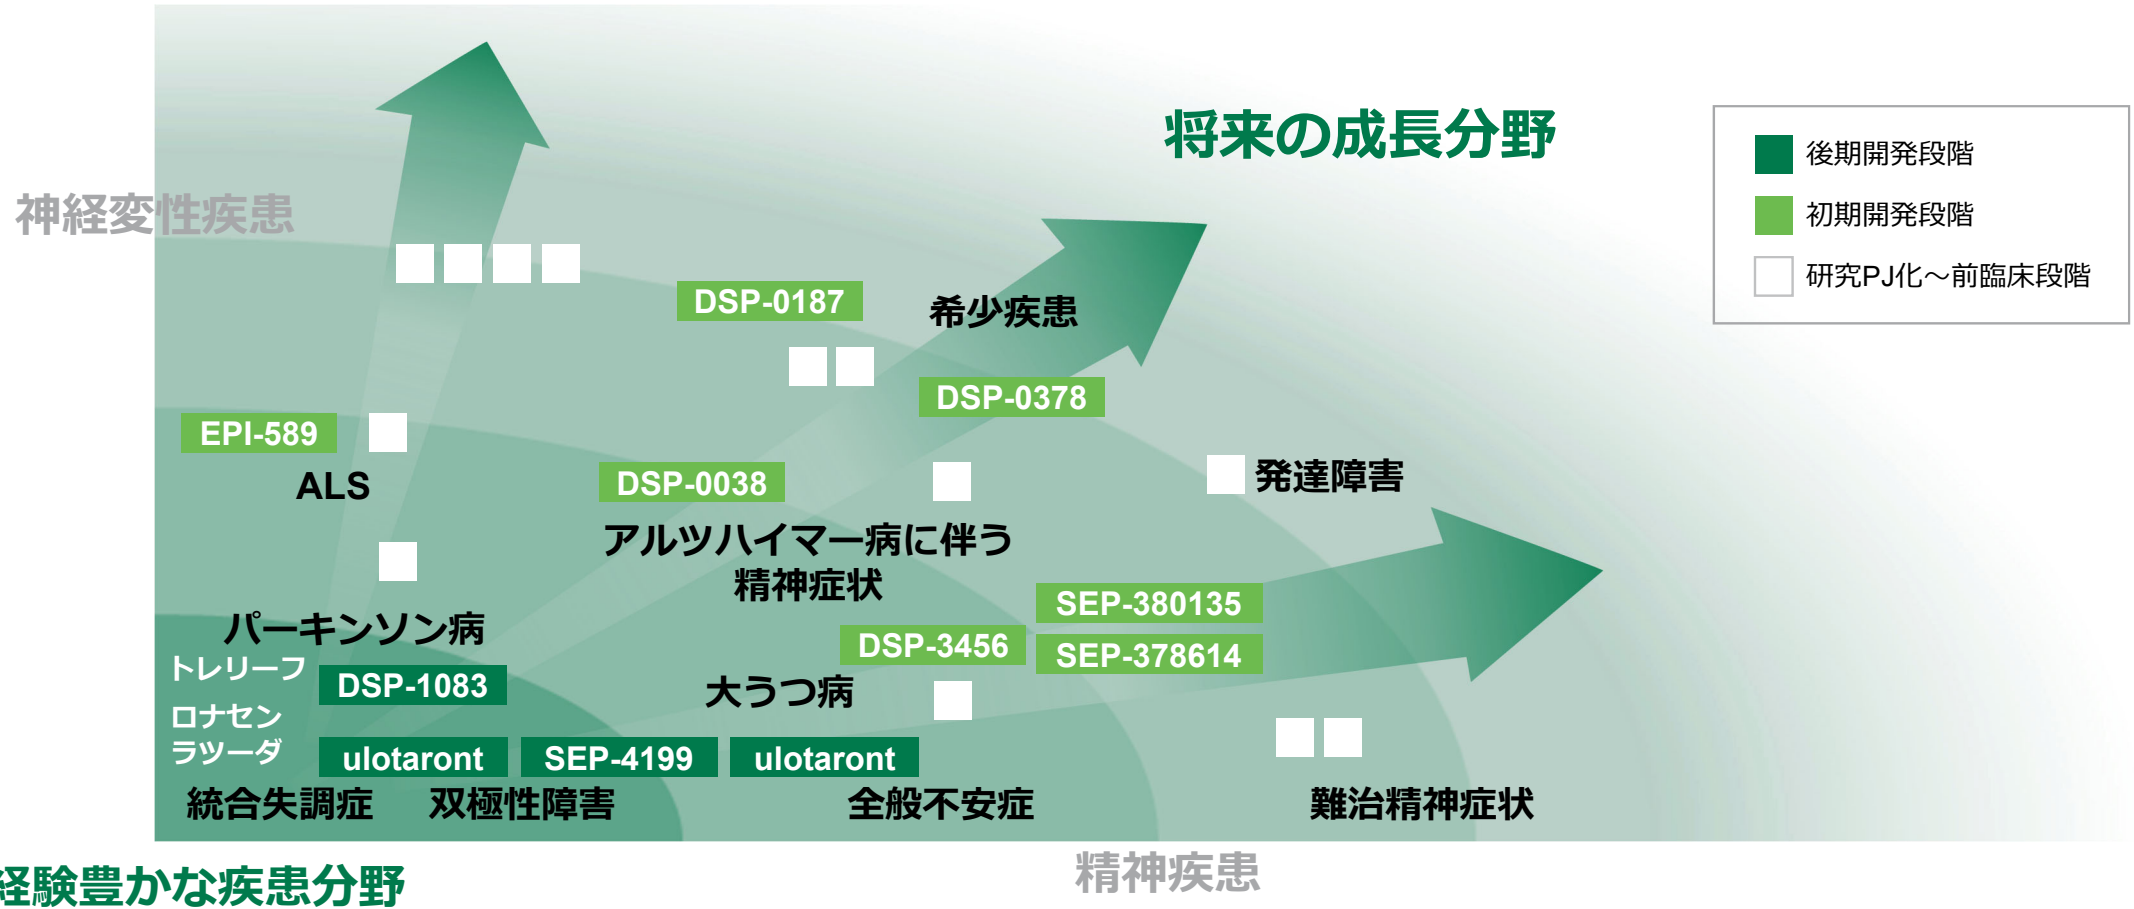 将来の成長分野
後期開発段階
初期開発段階
研究PJ化～前臨床段階
神経変性疾患
DSP-0187
希少疾患
DSP-0378
EPI-589
ALS
DSP-0038
発達障害
アルツハイマー病に伴う
精神症状
SEP-380135
パーキンソン病
DSP-3456
SEP-378614
トレリーフ
DSP-1083
大うつ病
ロナセン
ラツーダ
ulotaront
SEP-4199
ulotaront
統合失調症
双極性障害
全般不安症
難治精神症状
精神疾患
経験豊かな疾患分野